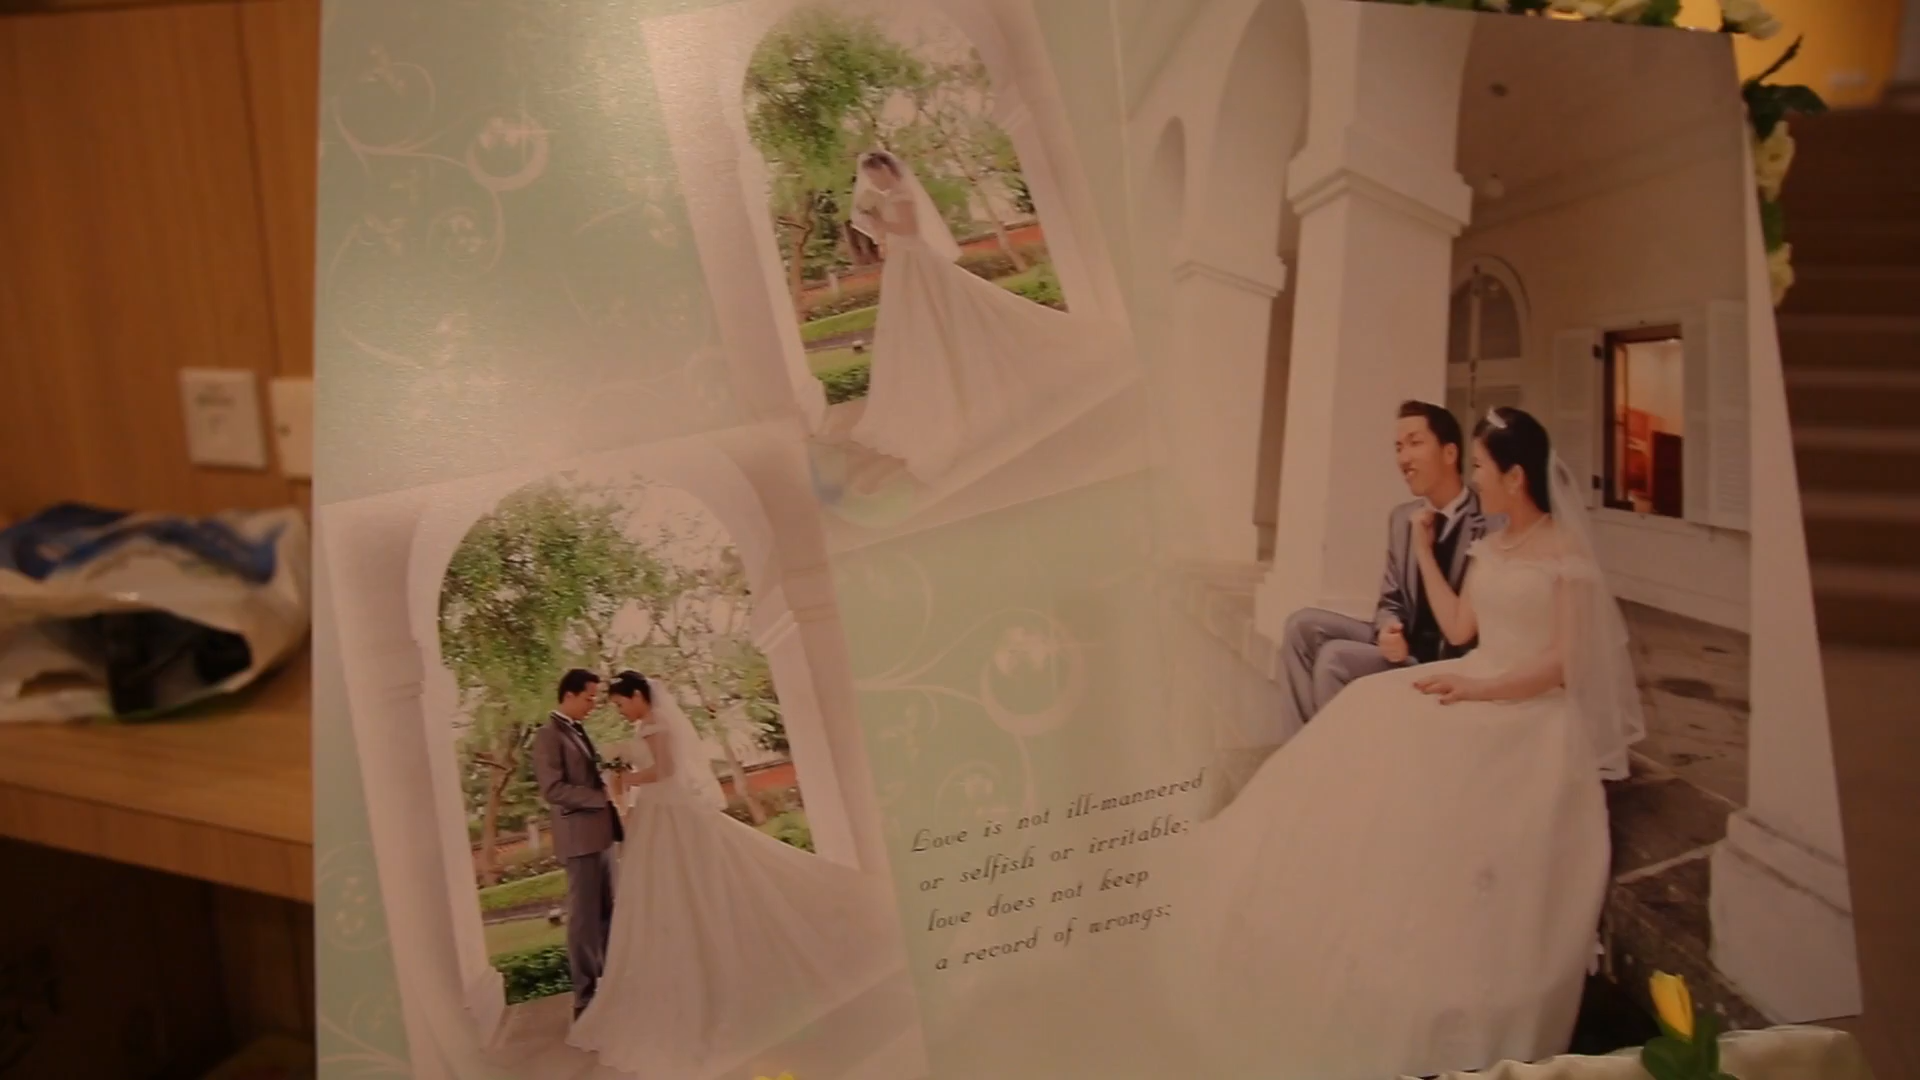 Love is not ill-mannered
or selfish or irritable;
love does not keep
a record of wrongs;